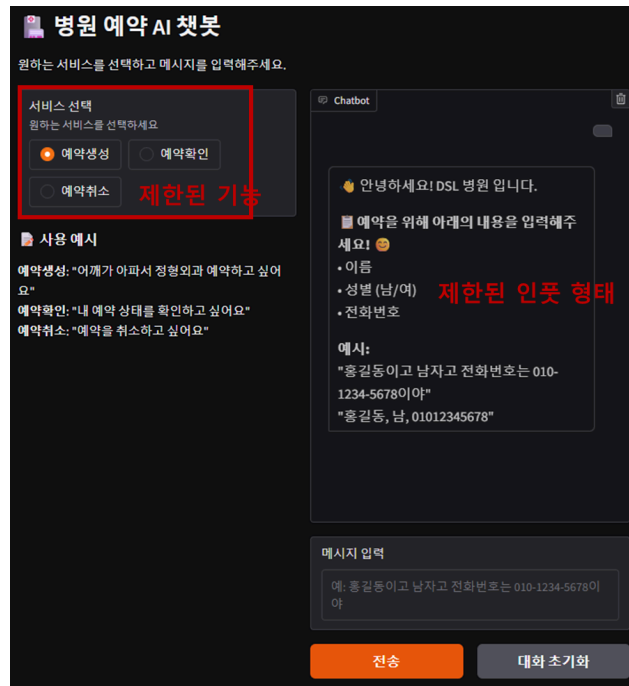 병원 예약 AI 챗봇
원하는 서비스를 선택하고 메시지를 입력해주세요.
서비스 선택
원하는 서비스를 선택하세요
예약생성
예약확인
예약취소
제한된 기능
📝 사용 예시
예약생성: "어깨가 아파서 정형외과 예약하고 싶어
요"
예약확인: "내 예약 상태를 확인하고 싶어요"
예약취소: "예약을 취소하고 싶어요"
Chatbot
👋 안녕하세요! DSL 병원 입니다.
📋 예약을 위해 아래의 내용을 입력해주
세요! 😊
• 이름
• 성별 (남/여)
• 전화번호
제한된 인풋 형태
예시:
"홍길동이고 남자고 전화번호는 010-
1234-5678이야"
"홍길동, 남, 01012345678"
메시지 입력
예: 홍길동이고 남자고 전화번호는 010-1234-5678이
야
전송
대화 초기화